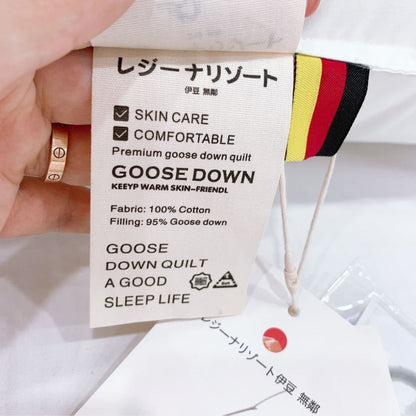 レジーナリゾート
伊豆 無鄰
SKIN CARE
COMFORTABLE
Premium goose down quilt
GOOSE DOWN
KEEYP WARM SKIN-FRIENDL
Fabric: 100% Cotton
Filling: 95% Goose down
GOOSE
DOWN QUILT
A GOOD
SLEEP LIFE
レジーナリゾート伊豆 無鄰